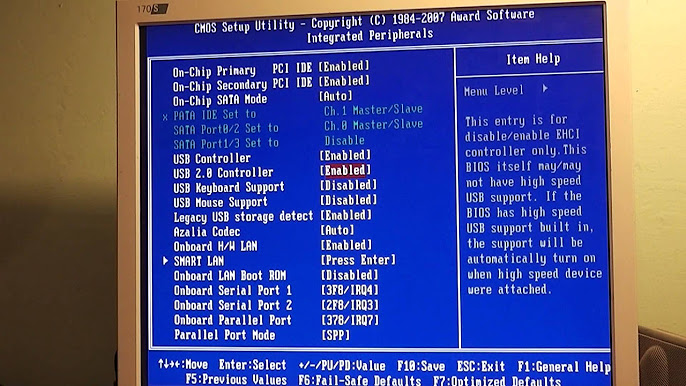 170S
CMOS Setup Utility - Copyright (C) 1984-2007 Award Software
Integrated Peripherals
On-Chip Primary PCI IDE [Enabled]
On-Chip Secondary PCI IDE [Enabled]
On-Chip SATA Mode [Auto]
x PATA IDE Set to Ch.1 Master/Slave
SATA Port0/2 Set to Ch.0 Master/Slave
SATA Port1/3 Set to Disable
USB Controller [Enabled]
USB 2.0 Controller [Enabled]
USB Keyboard Support [Disabled]
USB Mouse Support [Disabled]
Legacy USB storage detect [Enabled]
Azalia Codec [Auto]
Onboard H/W LAN [Enabled]
SMART LAN [Press Enter]
Onboard LAN Boot ROM [Disabled]
Onboard Serial Port 1 [3F8/IRQ4]
Onboard Serial Port 2 [2F8/IRQ3]
Onboard Parallel Port [378/IRQ7]
Parallel Port Mode [SPP]
Item Help
Menu Level
This entry is for
disable/enable EHCI
controller only.This
BIOS itself may/may
not have high speed
USB support. If the
BIOS has high speed
USB support built in,
the support will be
automatically turn on
when high speed device
were attached.
↑↓→←:Move Enter:Select +/-/PU/PD:Value F10:Save ESC:Exit F1:General Help
F5:Previous Values F6:Fail-Safe Defaults F7:Optimized Defaults